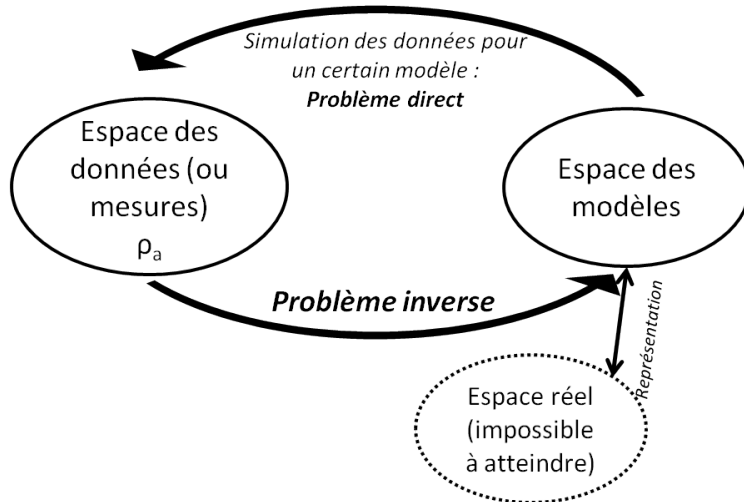 Simulation des données pour
un certain modèle :
Problème direct
Espace des
données (ou
mesures)
ρa
Espace des
modèles
Problème inverse
Représentation
Espace réel
(impossible
à atteindre)